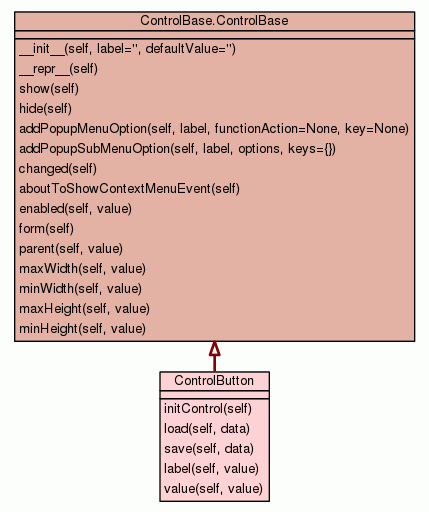 ControlBase.ControlBase
__init__(self, label='', defaultValue='')
__repr__(self)
show(self)
hide(self)
addPopupMenuOption(self, label, functionAction=None, key=None)
addPopupSubMenuOption(self, label, options, keys={})
changed(self)
aboutToShowContextMenuEvent(self)
enabled(self, value)
form(self)
parent(self, value)
maxWidth(self, value)
minWidth(self, value)
maxHeight(self, value)
minHeight(self, value)
ControlButton
initControl(self)
load(self, data)
save(self, data)
label(self, value)
value(self, value)